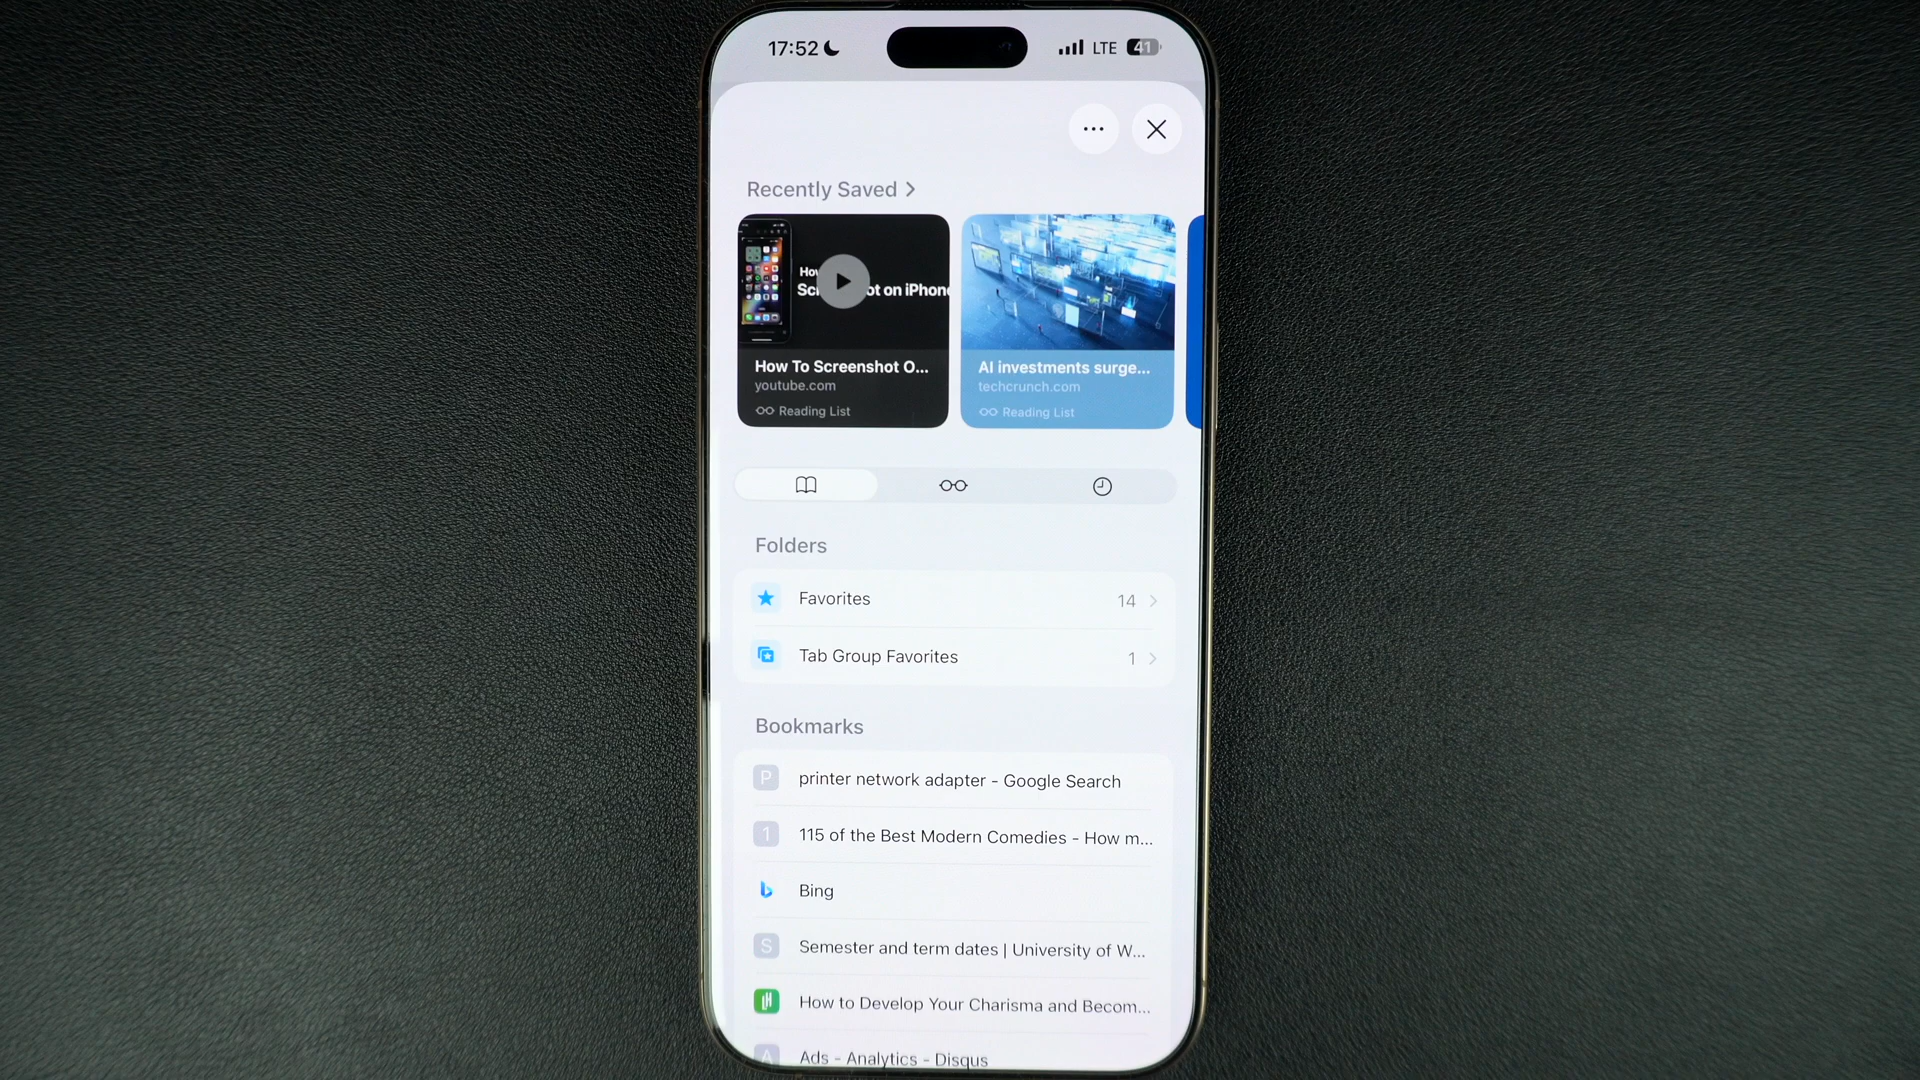 17:52 LTE 41
Recently Saved
How To Screenshot O...
youtube.com
Reading List
AI investments surge...
techcrunch.com
Reading List
Folders
Favorites 14
Tab Group Favorites 1
Bookmarks
P printer network adapter - Google Search
1 115 of the Best Modern Comedies - How m...
Bing
S Semester and term dates | University of W...
How to Develop Your Charisma and Becom...
A Ads - Analytics - Disqus